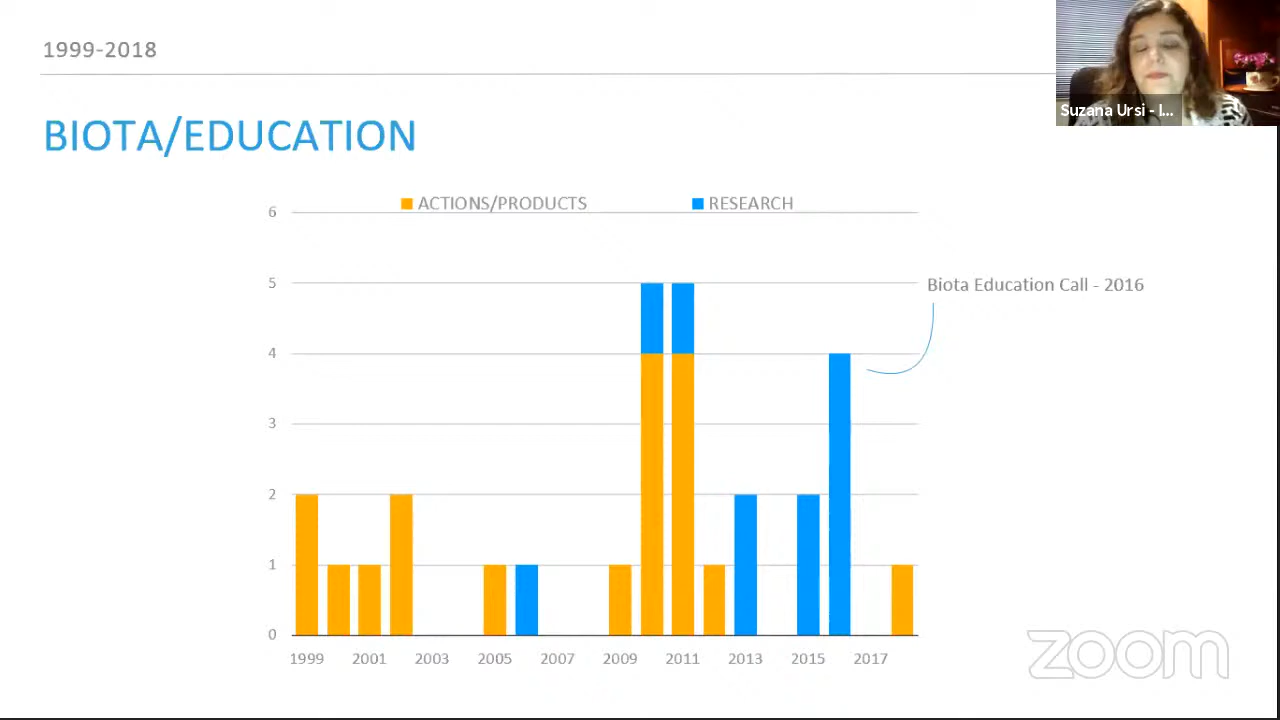 1999-2018
Suzana Ursi - I...
BIOTA/EDUCATION
ACTIONS/PRODUCTS
RESEARCH
6
5
4
3
2
1
0
Biota Education Call - 2016
1999 2001 2003 2005 2007 2009 2011 2013 2015 2017
zoom